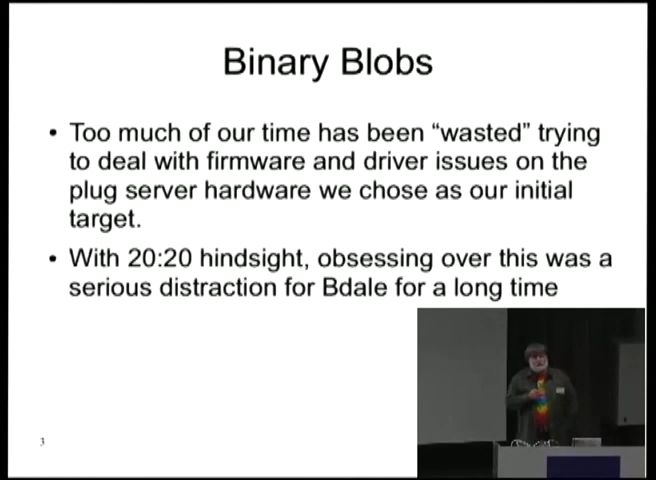 Binary Blobs
• Too much of our time has been “wasted” trying
to deal with firmware and driver issues on the
plug server hardware we chose as our initial
target.
• With 20:20 hindsight, obsessing over this was a
serious distraction for Bdale for a long time
3